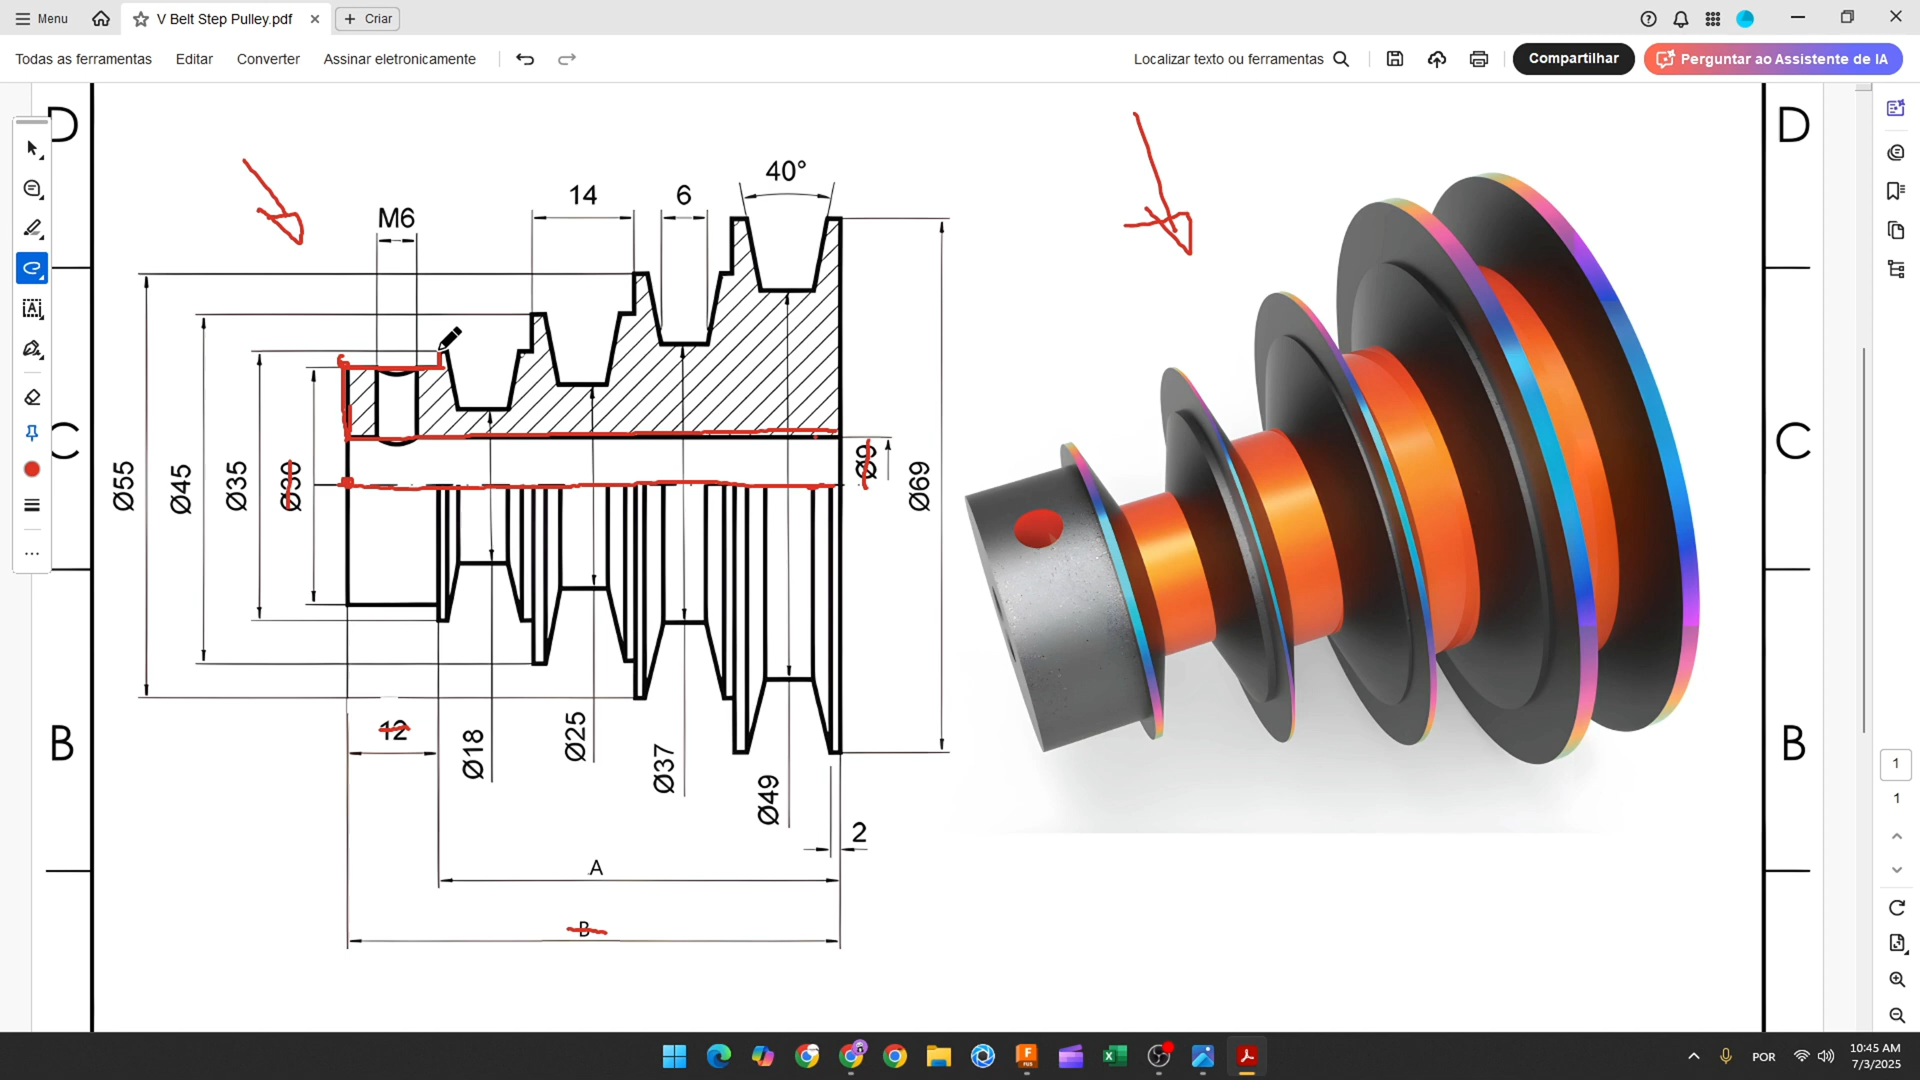 Menu
V Belt Step Pulley.pdf
Criar
Todas as ferramentas
Editar
Converter
Assinar eletronicamente
Localizar texto ou ferramentas
Compartilhar
Perguntar ao Assistente de IA
D
D
40°
14
6
M6
C
C
Ø55
Ø45
Ø35
Ø30
Ø9
Ø69
B
B
12
Ø18
Ø25
Ø37
Ø49
2
A
B
1
1
POR
10:45 AM
7/3/2025